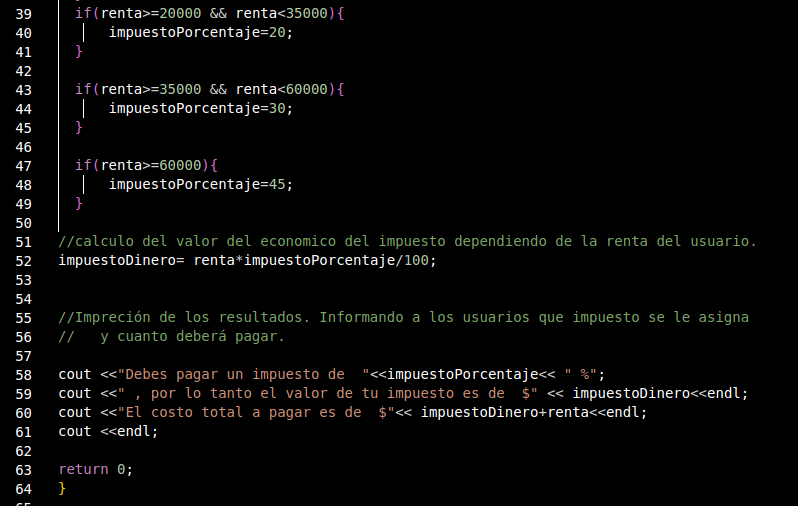 39 if(renta>=20000 && renta<35000){
40 impuestoPorcentaje=20;
41 }
42
43 if(renta>=35000 && renta<60000){
44 impuestoPorcentaje=30;
45 }
46
47 if(renta>=60000){
48 impuestoPorcentaje=45;
49 }
50
51 //calculo del valor del economico del impuesto dependiendo de la renta del usuario.
52 impuestoDinero= renta*impuestoPorcentaje/100;
53
54
55 //Impreción de los resultados. Informando a los usuarios que impuesto se le asigna
56 //   y cuanto deberá pagar.
57
58 cout <<"Debes pagar un impuesto de  "<<impuestoPorcentaje<< " %";
59 cout <<" , por lo tanto el valor de tu impuesto es de  $" << impuestoDinero<<endl;
60 cout <<"El costo total a pagar es de  $"<< impuestoDinero+renta<<endl;
61 cout <<endl;
62
63 return 0;
64 }